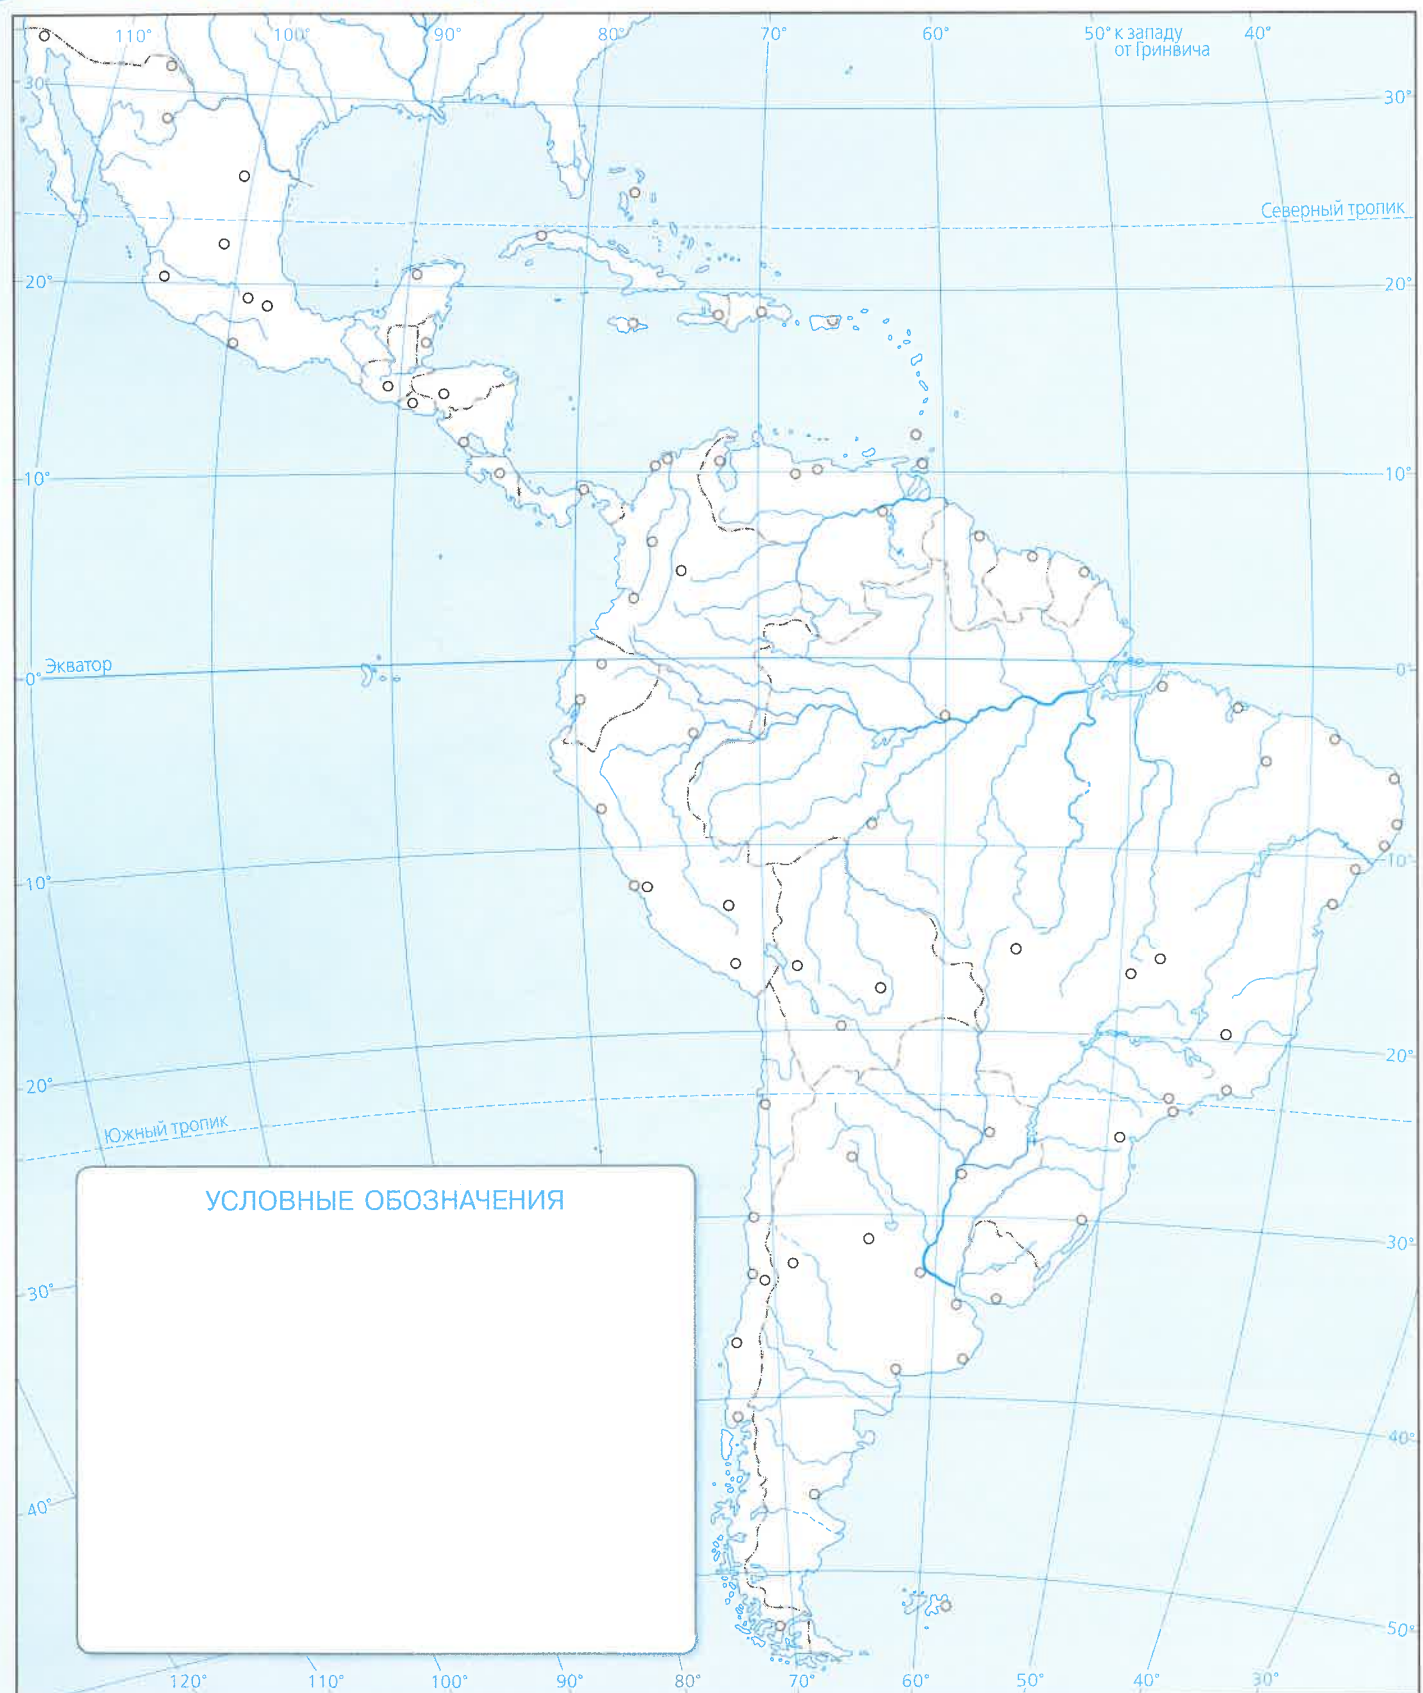 110° 100° 90° 80° 70° 60° 50° к западу 40°
от Гринвича
30° 30°
Северный тропик
20° 20°
10° 10°
Экватор
0° 0°
10° 10°
20° 20°
Южный тропик
УСЛОВНЫЕ ОБОЗНАЧЕНИЯ
30° 30°
40° 40°
50°
120° 110° 100° 90° 80° 70° 60° 50° 40° 30°